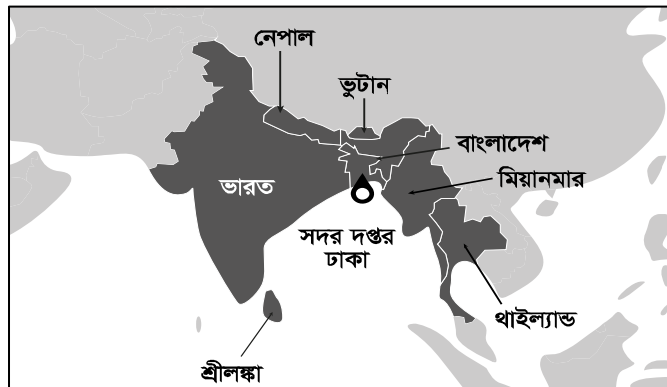 নেপাল
ভুটান
বাংলাদেশ
মিয়ানমার
ভারত
সদর দপ্তর
ঢাকা
থাইল্যান্ড
শ্রীলঙ্কা